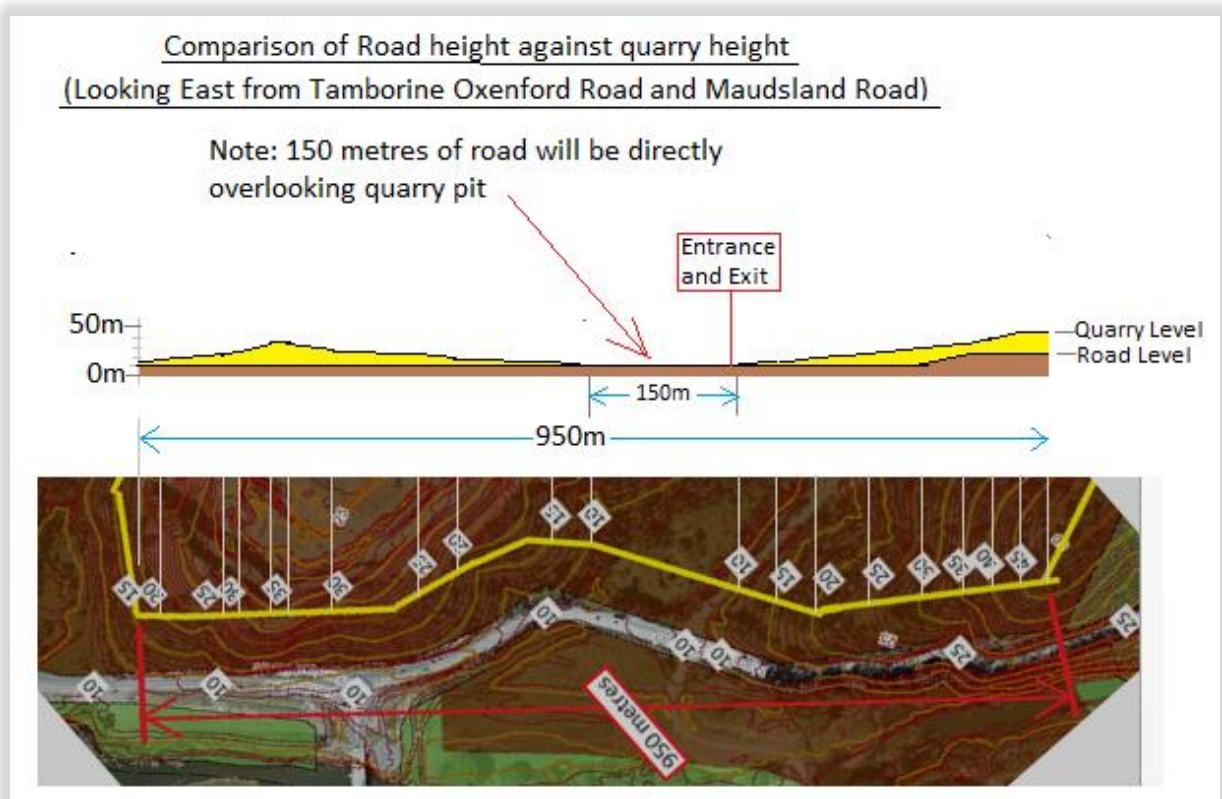 Comparison of Road height against quarry height
(Looking East from Tamborine Oxenford Road and Maudsland Road)
Note: 150 metres of road will be directly
overlooking quarry pit
Entrance
and Exit
50m
0m
Quarry Level
Road Level
150m
950m
15
30
25
30
35
30
10
10
15
20
25
30
35
40
45
10
10
10
10
10
10
25
25
950 metres